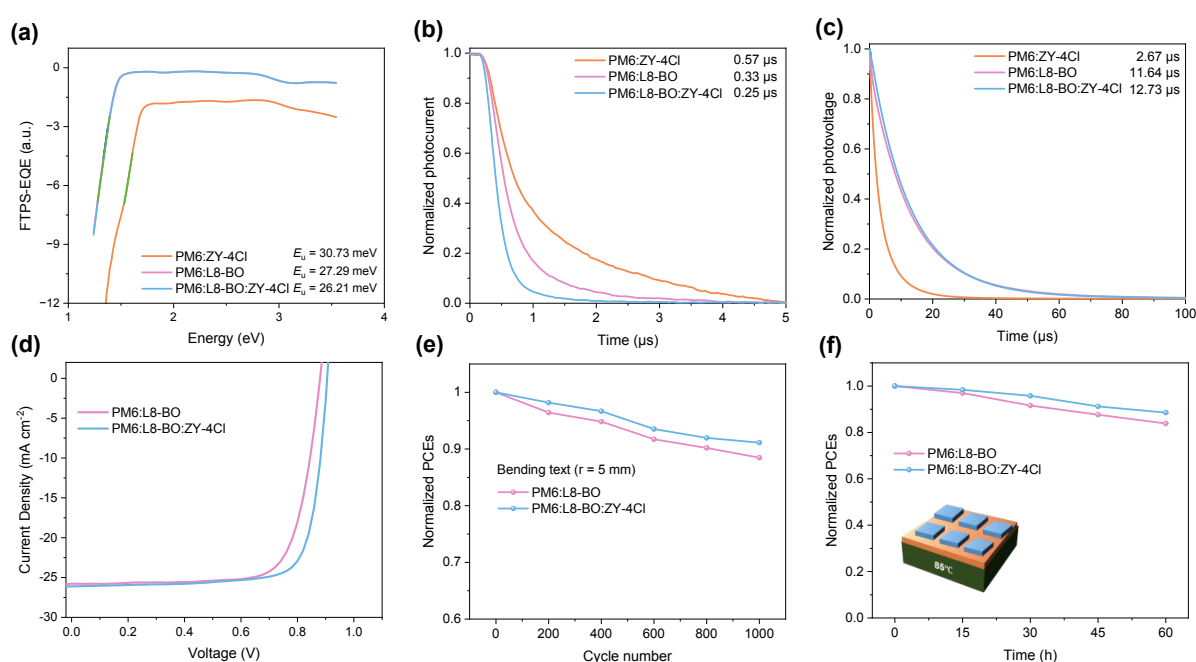 (a)
0
-3
-6
-9
-12
1
2
3
4
FTPS-EQE (a.u.)
Energy (eV)
PM6:ZY-4Cl Eu = 30.73 meV
PM6:L8-BO Eu = 27.29 meV
PM6:L8-BO:ZY-4Cl Eu = 26.21 meV
(b)
1.0
0.8
0.6
0.4
0.2
0.0
0
1
2
3
4
5
Normalized photocurrent
Time (µs)
PM6:ZY-4Cl 0.57 µs
PM6:L8-BO 0.33 µs
PM6:L8-BO:ZY-4Cl 0.25 µs
(c)
1.0
0.8
0.6
0.4
0.2
0.0
0
20
40
60
80
100
Normalized photovoltage
Time (µs)
PM6:ZY-4Cl 2.67 µs
PM6:L8-BO 11.64 µs
PM6:L8-BO:ZY-4Cl 12.73 µs
(d)
0
-5
-10
-15
-20
-25
-30
0.0
0.2
0.4
0.6
0.8
1.0
Current Density (mA cm⁻²)
Voltage (V)
PM6:L8-BO
PM6:L8-BO:ZY-4Cl
(e)
1
0.9
0.8
0.7
0.6
0
200
400
600
800
1000
Normalized PCEs
Cycle number
Bending text (r = 5 mm)
PM6:L8-BO
PM6:L8-BO:ZY-4Cl
(f)
1.0
0.8
0.6
0.4
0.2
0.0
0
15
30
45
60
Normalized PCEs
Time (h)
PM6:L8-BO
PM6:L8-BO:ZY-4Cl
85℃